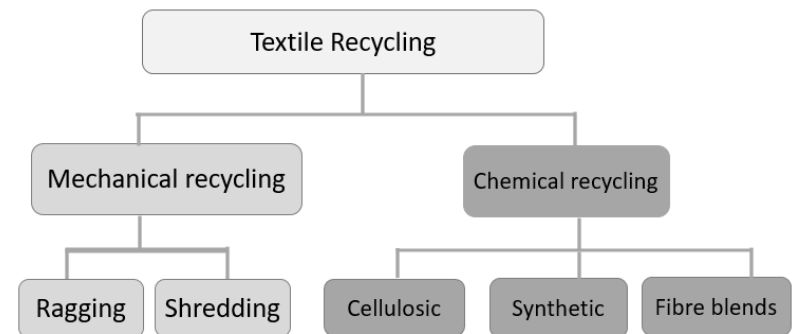 Textile Recycling
Mechanical recycling
Chemical recycling
Ragging
Shredding
Cellulosic
Synthetic
Fibre blends